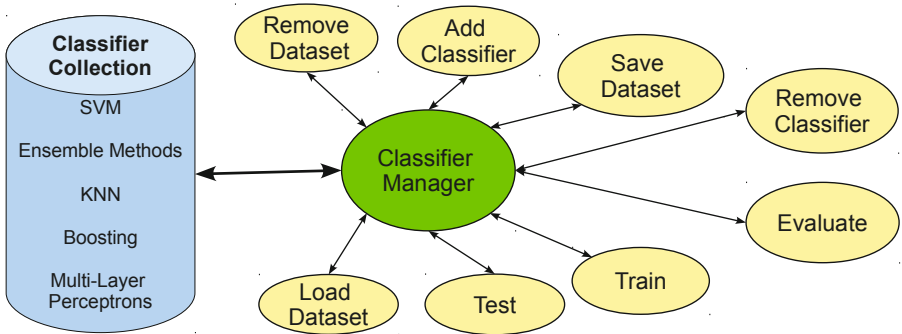 Classifier
Collection
SVM
Ensemble Methods
KNN
Boosting
Multi-Layer
Perceptrons
Remove
Dataset
Add
Classifier
Save
Dataset
Remove
Classifier
Classifier
Manager
Evaluate
Load
Dataset
Test
Train